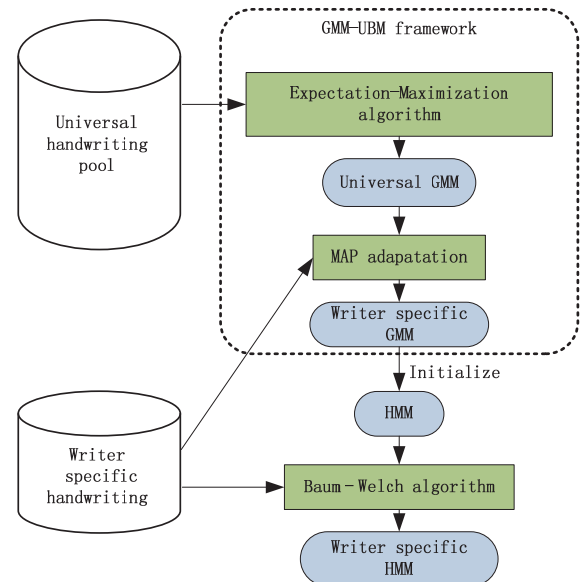 GMM-UBM framework
Expectation-Maximization
algorithm
Universal
handwriting
pool
Universal GMM
MAP adapatation
Writer specific
GMM
Initialize
HMM
Writer
specific
handwriting
Baum-Welch algorithm
Writer specific
HMM